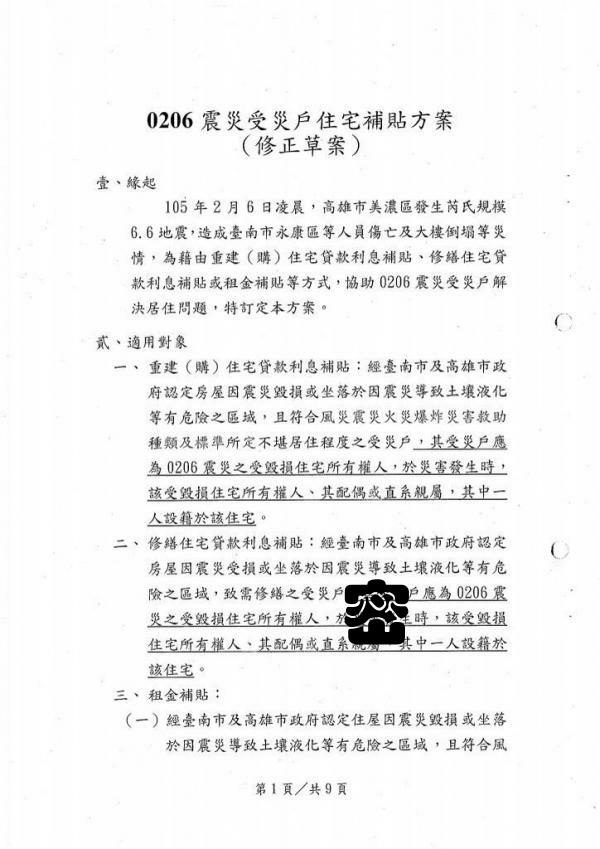 0206 震災受災戶住宅補貼方案
（修正草案）
壹、緣起
105 年 2 月 6 日凌晨，高雄市美濃區發生芮氏規模
6.6 地震，造成臺南市永康區等人員傷亡及大樓倒塌等災
情，為藉由重建（購）住宅貸款利息補貼、修繕住宅貸
款利息補貼或租金補貼等方式，協助 0206 震災受災戶解
決居住問題，特訂定本方案。
貳、適用對象
一、重建（購）住宅貸款利息補貼：經臺南市及高雄市政
府認定房屋因震災毀損或坐落於因震災導致土壤液化
等有危險之區域，且符合風災震災火災爆炸災害救助
種類及標準所定不堪居住程度之受災戶，其受災戶應
為 0206 震災之受毀損住宅所有權人，於災害發生時，
該受毀損住宅所有權人、其配偶或直系親屬，其中一
人設籍於該住宅。
二、修繕住宅貸款利息補貼：經臺南市及高雄市政府認定
房屋因震災受損或坐落於因震災導致土壤液化等有危
險之區域，致需修繕之受災戶 戶應為 0206 震
災之受毀損住宅所有權人，於 生時，該受毀損
住宅所有權人、其配偶或直系親屬，其中一人設籍於
該住宅。
三、租金補貼：
（一）經臺南市及高雄市政府認定住屋因震災毀損或坐落
於因震災導致土壤液化等有危險之區域，且符合風
第 1 頁／共 9 頁